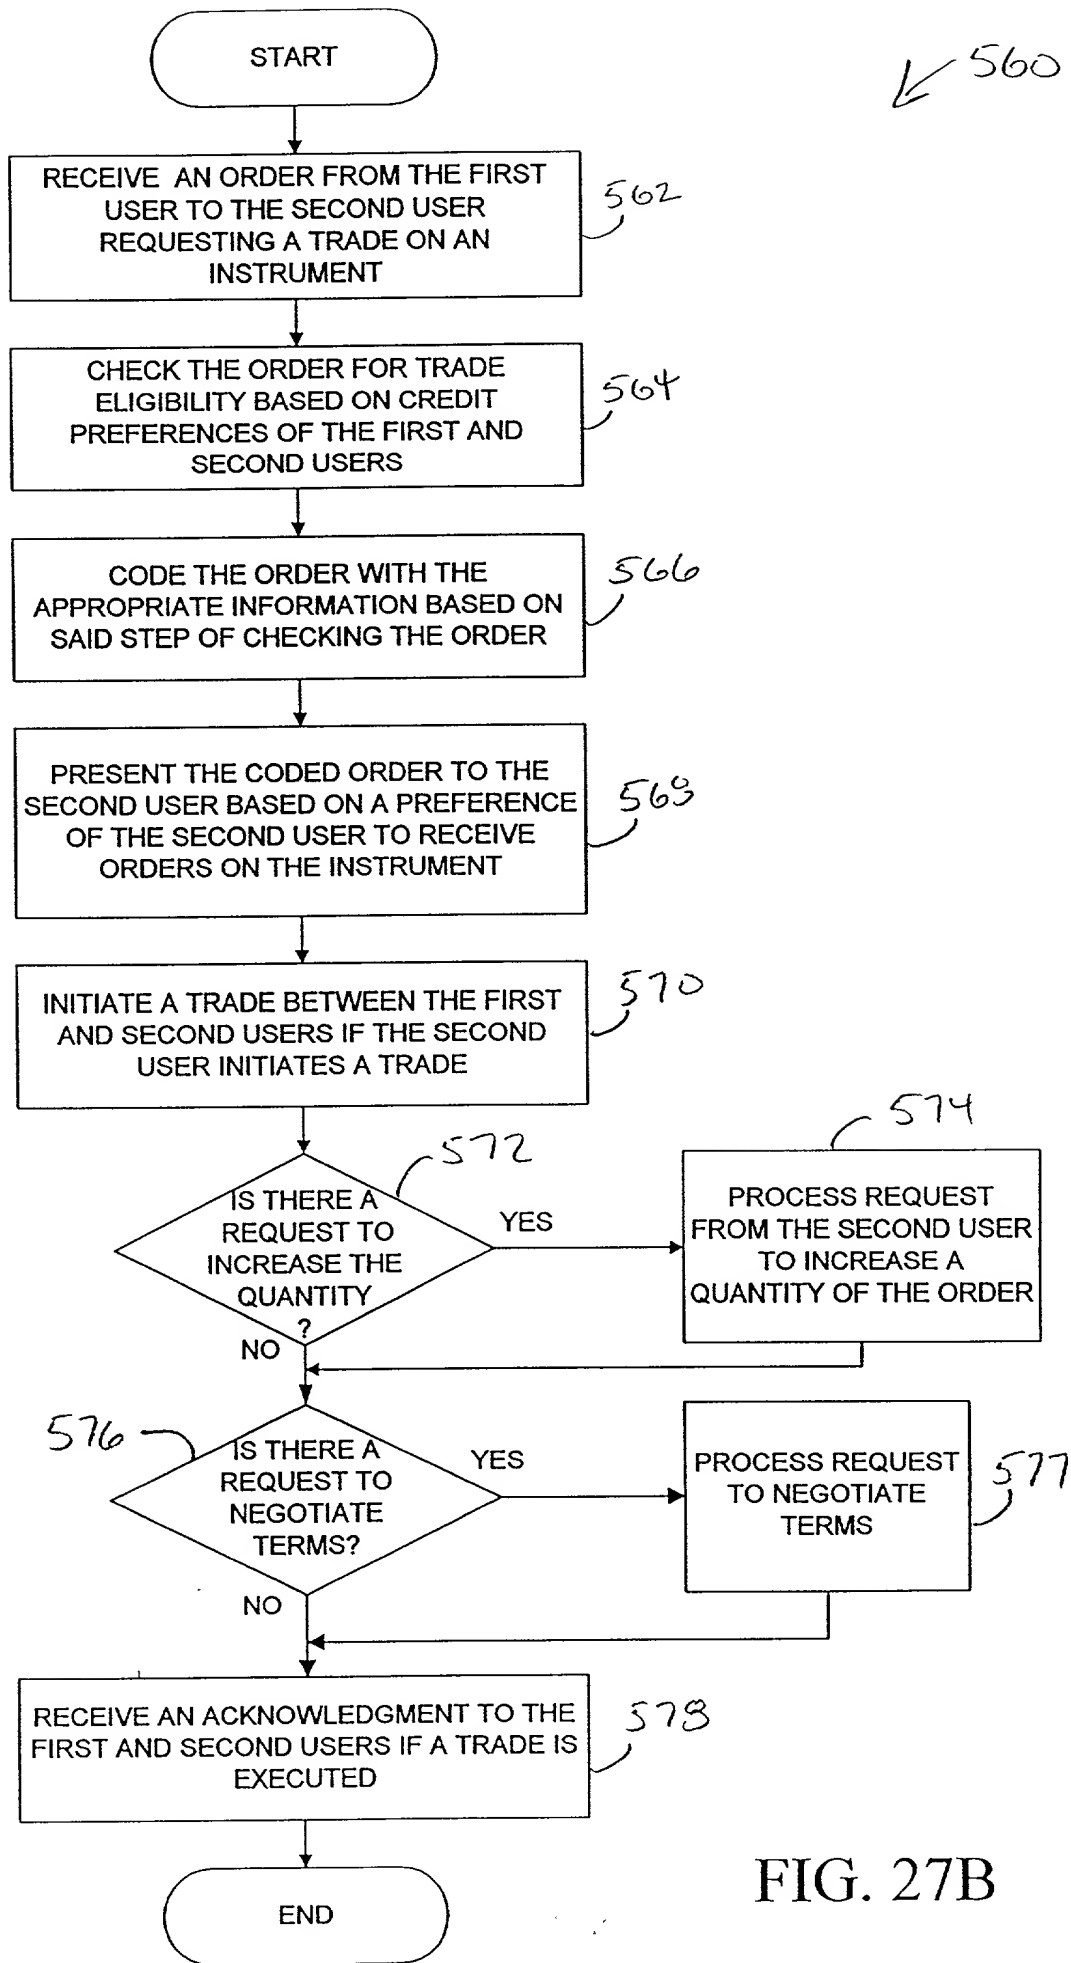 START
560
RECEIVE AN ORDER FROM THE FIRST
USER TO THE SECOND USER
REQUESTING A TRADE ON AN
INSTRUMENT
562
CHECK THE ORDER FOR TRADE
ELIGIBILITY BASED ON CREDIT
PREFERENCES OF THE FIRST AND
SECOND USERS
564
CODE THE ORDER WITH THE
APPROPRIATE INFORMATION BASED ON
SAID STEP OF CHECKING THE ORDER
566
PRESENT THE CODED ORDER TO THE
SECOND USER BASED ON A PREFERENCE
OF THE SECOND USER TO RECEIVE
ORDERS ON THE INSTRUMENT
568
INITIATE A TRADE BETWEEN THE FIRST
AND SECOND USERS IF THE SECOND
USER INITIATES A TRADE
570
IS THERE A
REQUEST TO
INCREASE THE
QUANTITY
?
572
YES
NO
PROCESS REQUEST
FROM THE SECOND USER
TO INCREASE A
QUANTITY OF THE ORDER
574
IS THERE A
REQUEST TO
NEGOTIATE
TERMS?
576
YES
NO
PROCESS REQUEST
TO NEGOTIATE
TERMS
577
RECEIVE AN ACKNOWLEDGMENT TO THE
FIRST AND SECOND USERS IF A TRADE IS
EXECUTED
578
END
FIG. 27B